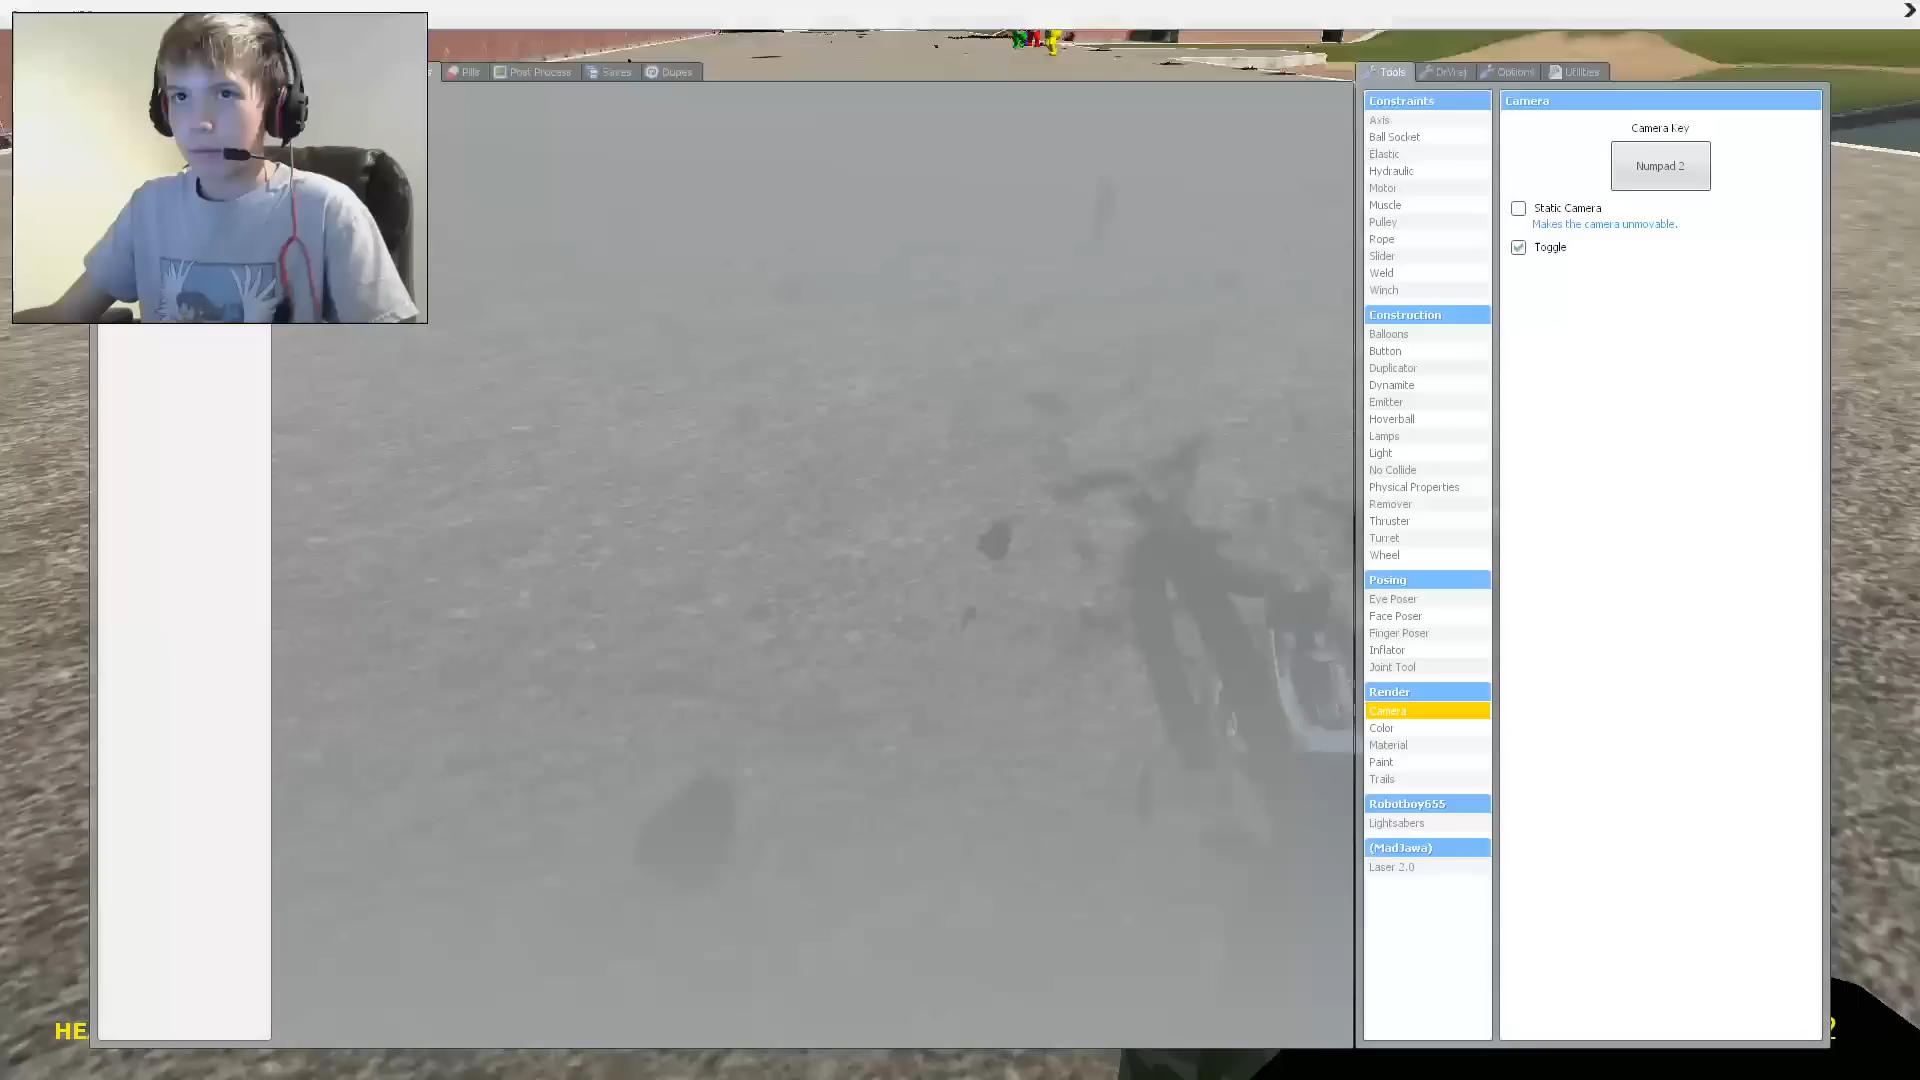 Pills
Post Process
Saves
Dupes
Tools
DrVrej
Options
Utilities
Constraints
Axis
Ball Socket
Elastic
Hydraulic
Motor
Muscle
Pulley
Rope
Slider
Weld
Winch
Construction
Balloons
Button
Duplicator
Dynamite
Emitter
Hoverball
Lamps
Light
No Collide
Physical Properties
Remover
Thruster
Turret
Wheel
Posing
Eye Poser
Face Poser
Finger Poser
Inflator
Joint Tool
Render
Camera
Color
Material
Paint
Trails
Robotboy655
Lightsabers
(MadJawa)
Laser 2.0
Camera
Camera Key
Numpad 2
Static Camera
Makes the camera unmovable.
Toggle
HE
2